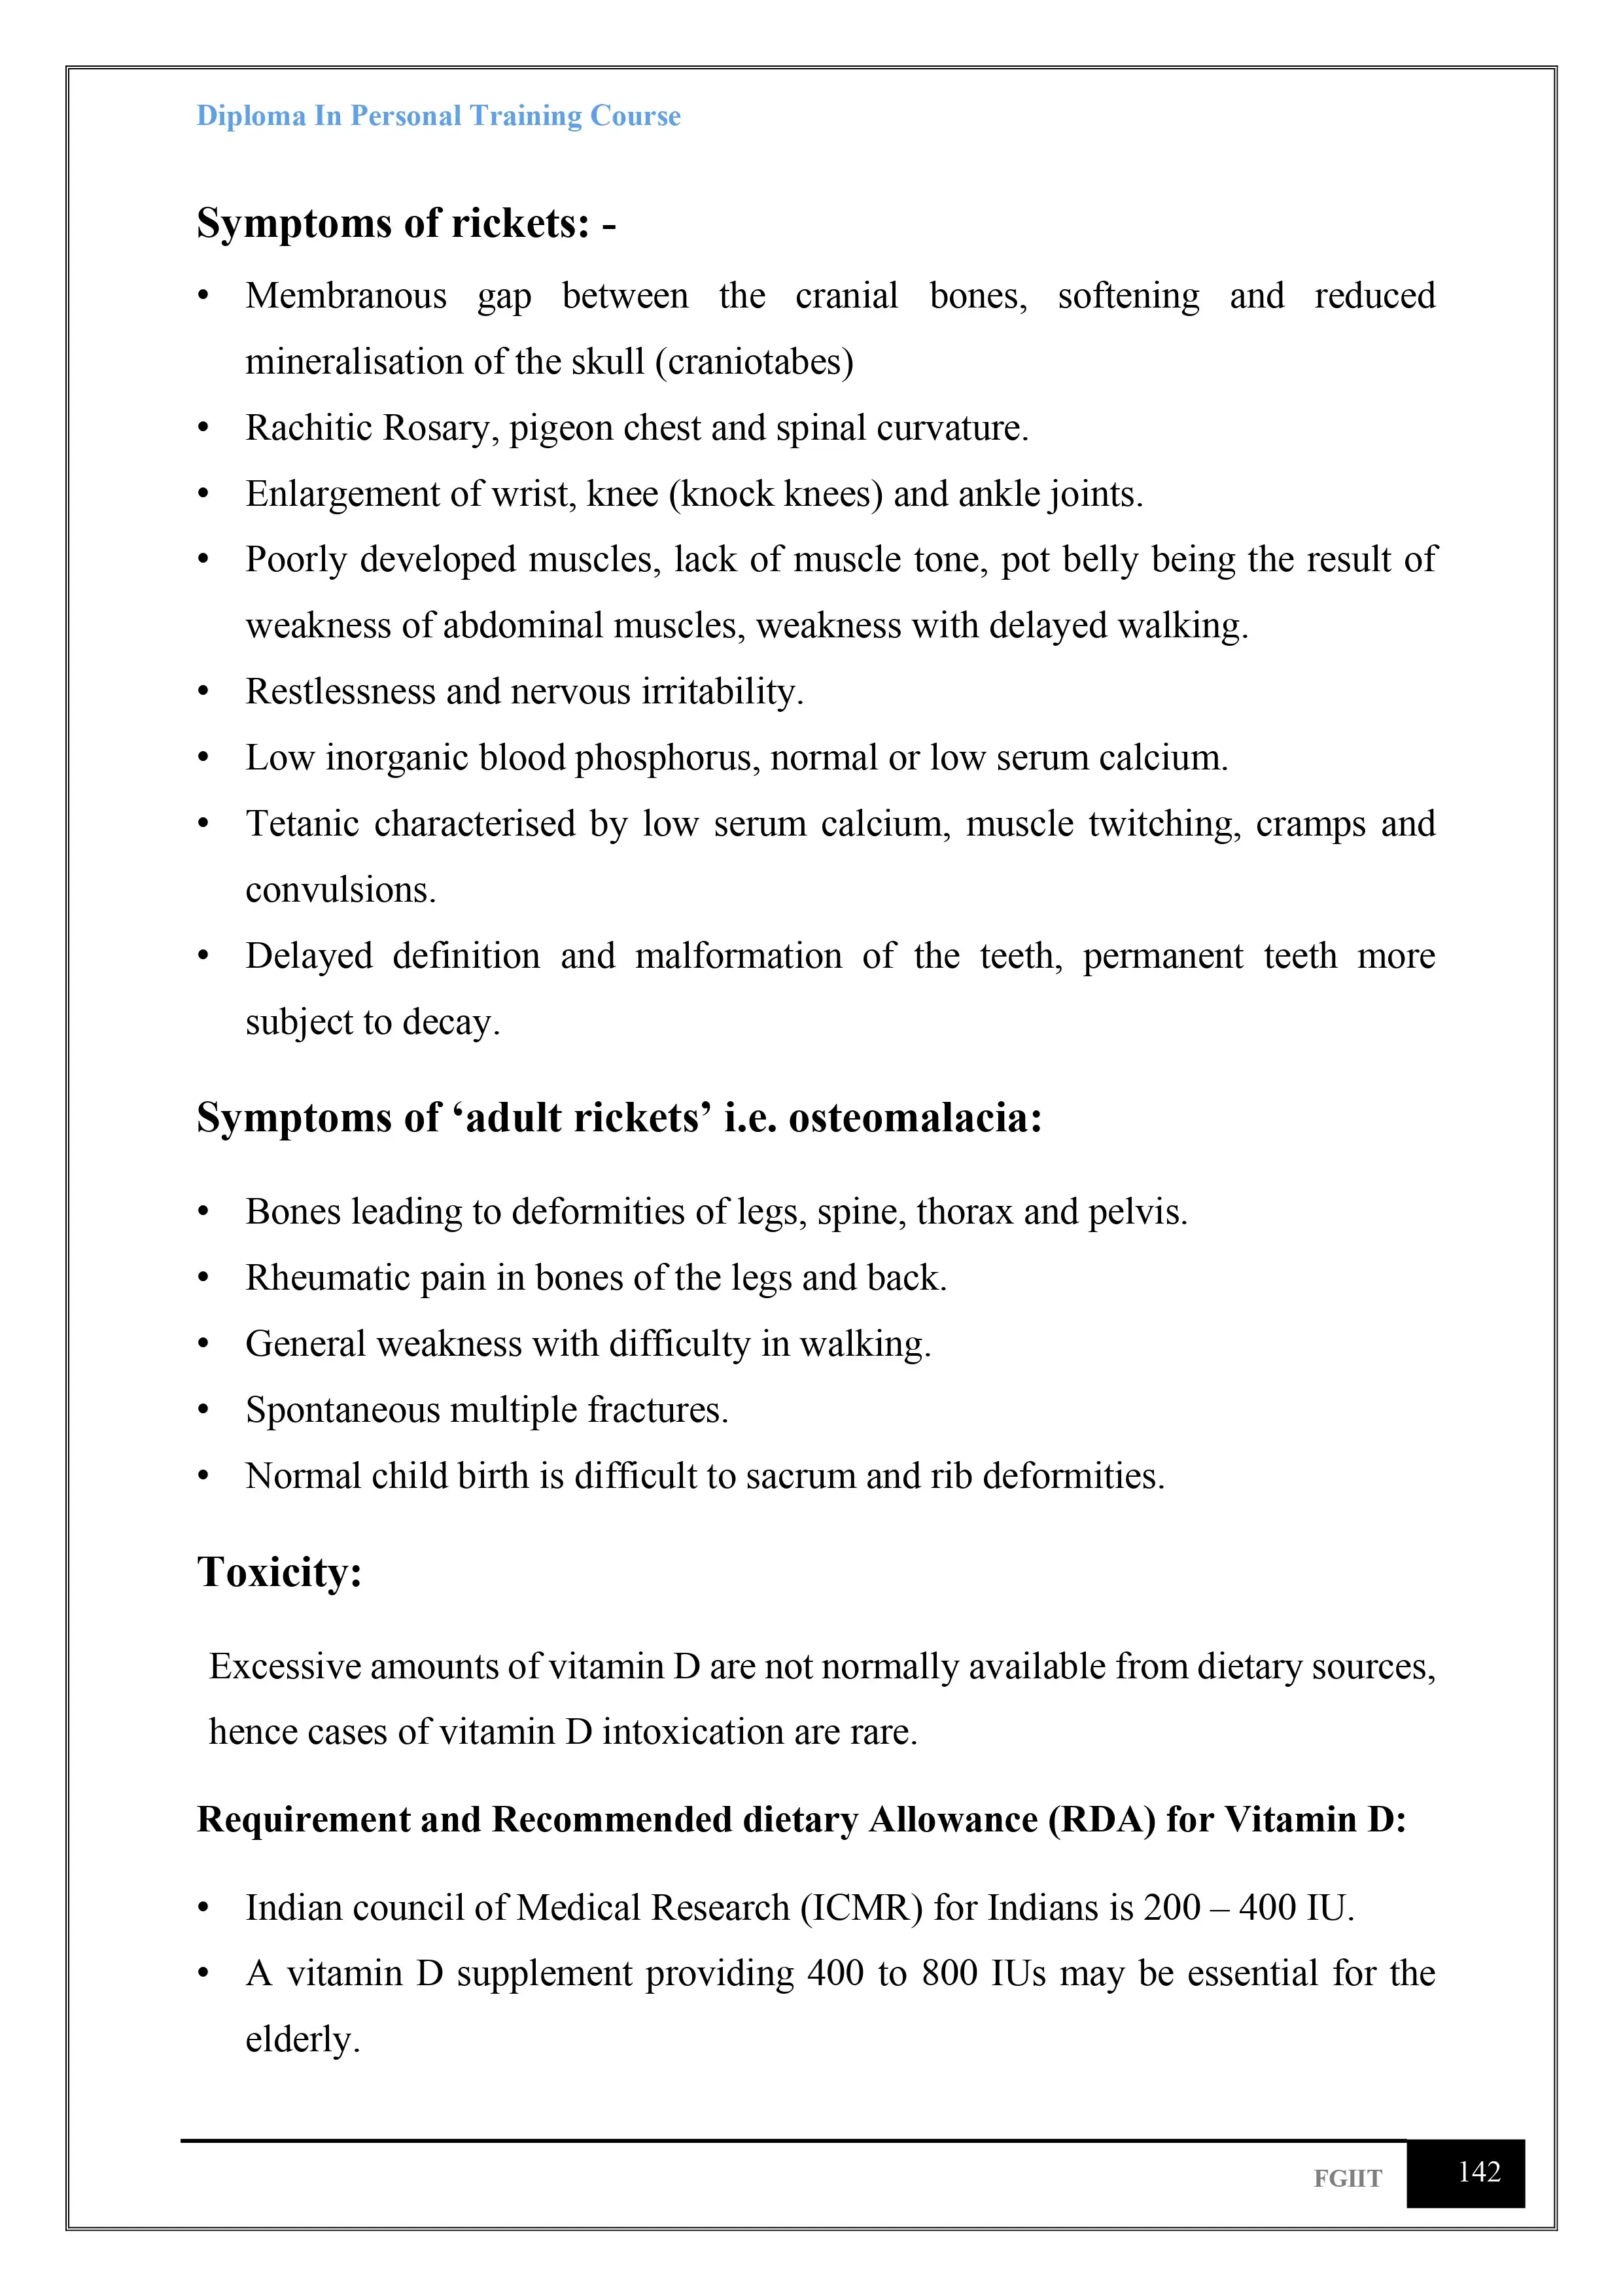 Diploma In Personal Training Course
Symptoms of rickets: -
• Membranous gap between the cranial bones, softening and reduced
mineralisation of the skull (craniotabes)
• Rachitic Rosary, pigeon chest and spinal curvature.
• Enlargement of wrist, knee (knock knees) and ankle joints.
• Poorly developed muscles, lack of muscle tone, pot belly being the result of
weakness of abdominal muscles, weakness with delayed walking.
• Restlessness and nervous irritability.
• Low inorganic blood phosphorus, normal or low serum calcium.
• Tetanic characterised by low serum calcium, muscle twitching, cramps and
convulsions.
• Delayed definition and malformation of the teeth, permanent teeth more
subject to decay.
Symptoms of ‘adult rickets’ i.e. osteomalacia:
• Bones leading to deformities of legs, spine, thorax and pelvis.
• Rheumatic pain in bones of the legs and back.
• General weakness with difficulty in walking.
• Spontaneous multiple fractures.
• Normal child birth is difficult to sacrum and rib deformities.
Toxicity:
Excessive amounts of vitamin D are not normally available from dietary sources,
hence cases of vitamin D intoxication are rare.
Requirement and Recommended dietary Allowance (RDA) for Vitamin D:
• Indian council of Medical Research (ICMR) for Indians is 200 – 400 IU.
• A vitamin D supplement providing 400 to 800 IUs may be essential for the
elderly.
FGIIT 142